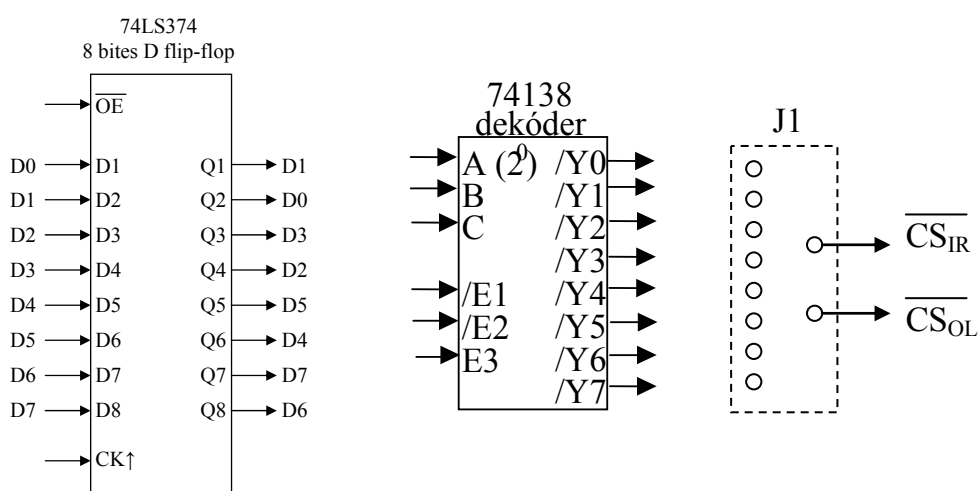 74LS374
8 bites D flip-flop
OE
D0 D1 Q1 D1
D1 D2 Q2 D0
D2 D3 Q3 D3
D3 D4 Q4 D2
D4 D5 Q5 D5
D5 D6 Q6 D4
D6 D7 Q7 D7
D7 D8 Q8 D6
CK↑
74138
dekóder
A (2⁰) /Y0
B /Y1
C /Y2
/Y3
/E1 /Y4
/E2 /Y5
E3 /Y6
/Y7
J1
CS_IR
CS_OL